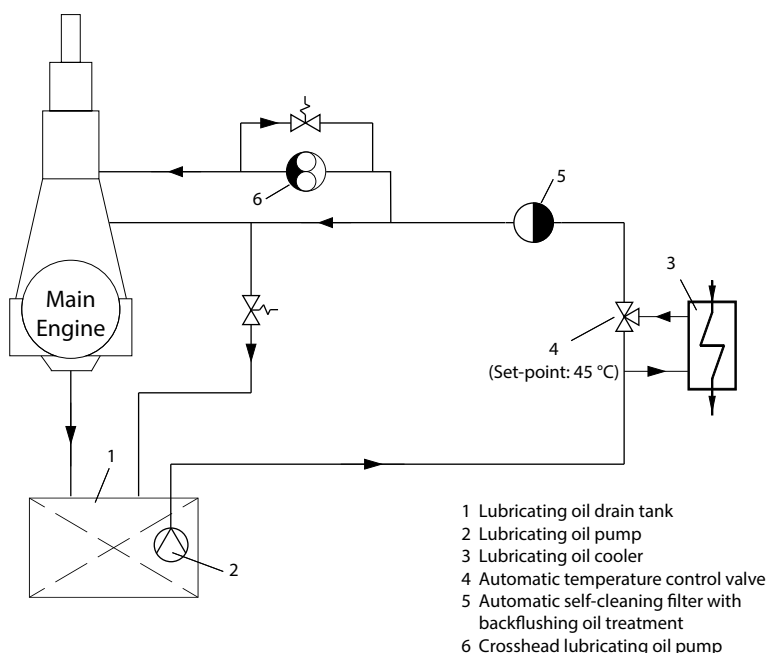 6
5
Main
Engine
3
4
(Set-point: 45 °C)
1
2
1 Lubricating oil drain tank
2 Lubricating oil pump
3 Lubricating oil cooler
4 Automatic temperature control valve
5 Automatic self-cleaning filter with
backflushing oil treatment
6 Crosshead lubricating oil pump